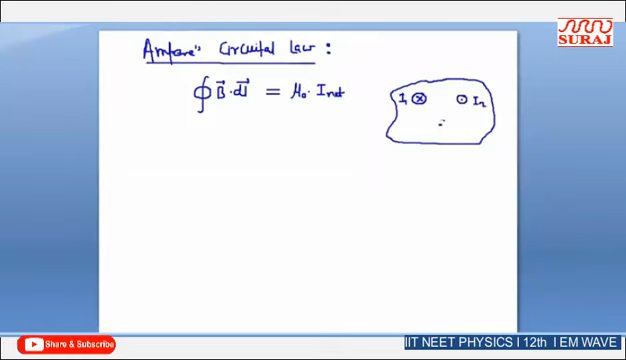 SURAJ
Ampere's Circuital Law :
∮ B⃗ · dl⃗ = μ₀ · Inet
I₁ ⊗ ⊙ I₂
Share & Subscribe
IIT NEET PHYSICS I 12th I EM WAVE